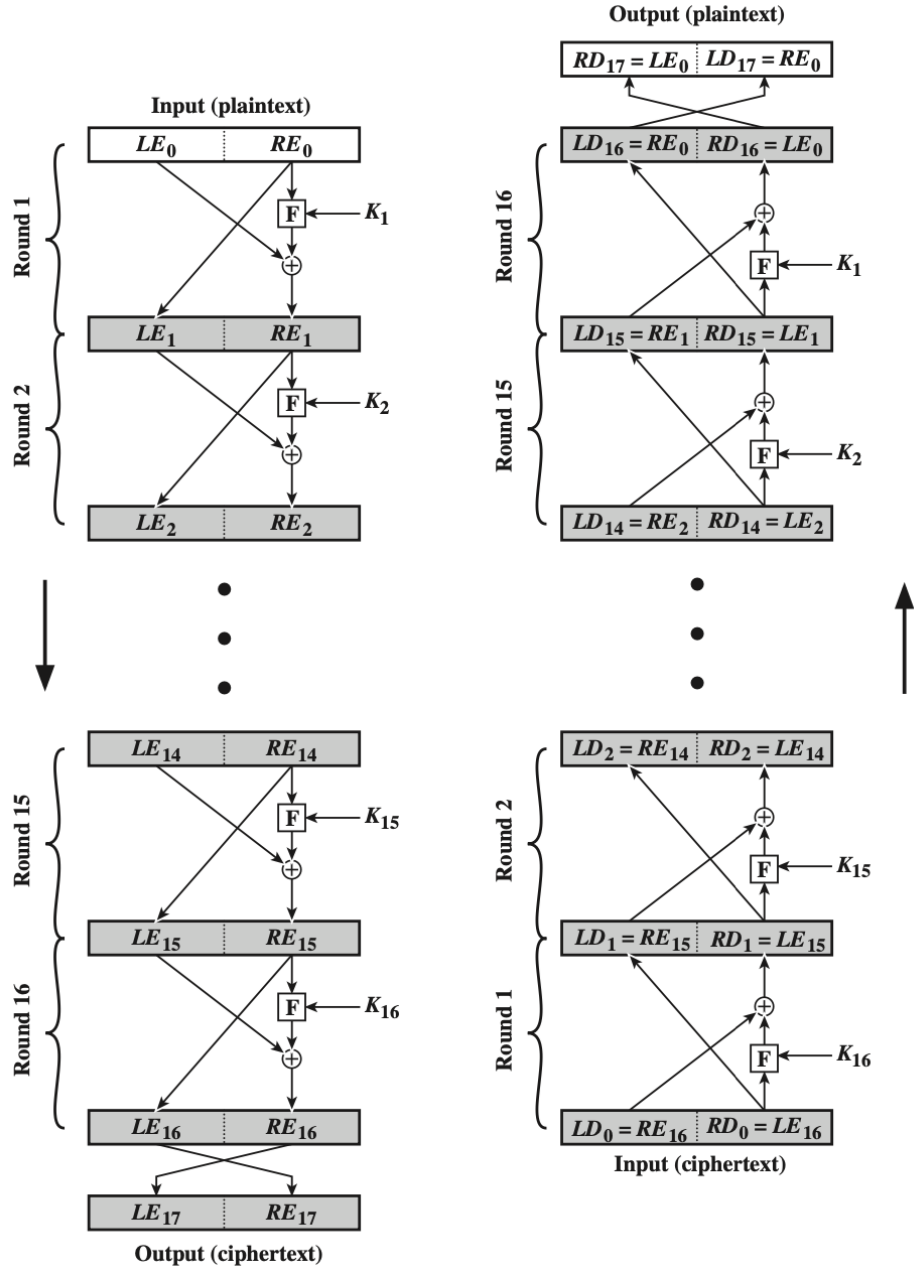 Input (plaintext)
LE₀ RE₀
Round 1
F
K₁
+
LE₁ RE₁
Round 2
F
K₂
+
LE₂ RE₂
LE₁₄ RE₁₄
Round 15
F
K₁₅
+
LE₁₅ RE₁₅
Round 16
F
K₁₆
+
LE₁₆ RE₁₆
LE₁₇ RE₁₇
Output (ciphertext)
Output (plaintext)
RD₁₇ = LE₀ LD₁₇ = RE₀
LD₁₆ = RE₀ RD₁₆ = LE₀
Round 16
+
F
K₁
LD₁₅ = RE₁ RD₁₅ = LE₁
Round 15
+
F
K₂
LD₁₄ = RE₂ RD₁₄ = LE₂
LD₂ = RE₁₄ RD₂ = LE₁₄
Round 2
+
F
K₁₅
LD₁ = RE₁₅ RD₁ = LE₁₅
Round 1
+
F
K₁₆
LD₀ = RE₁₆ RD₀ = LE₁₆
Input (ciphertext)